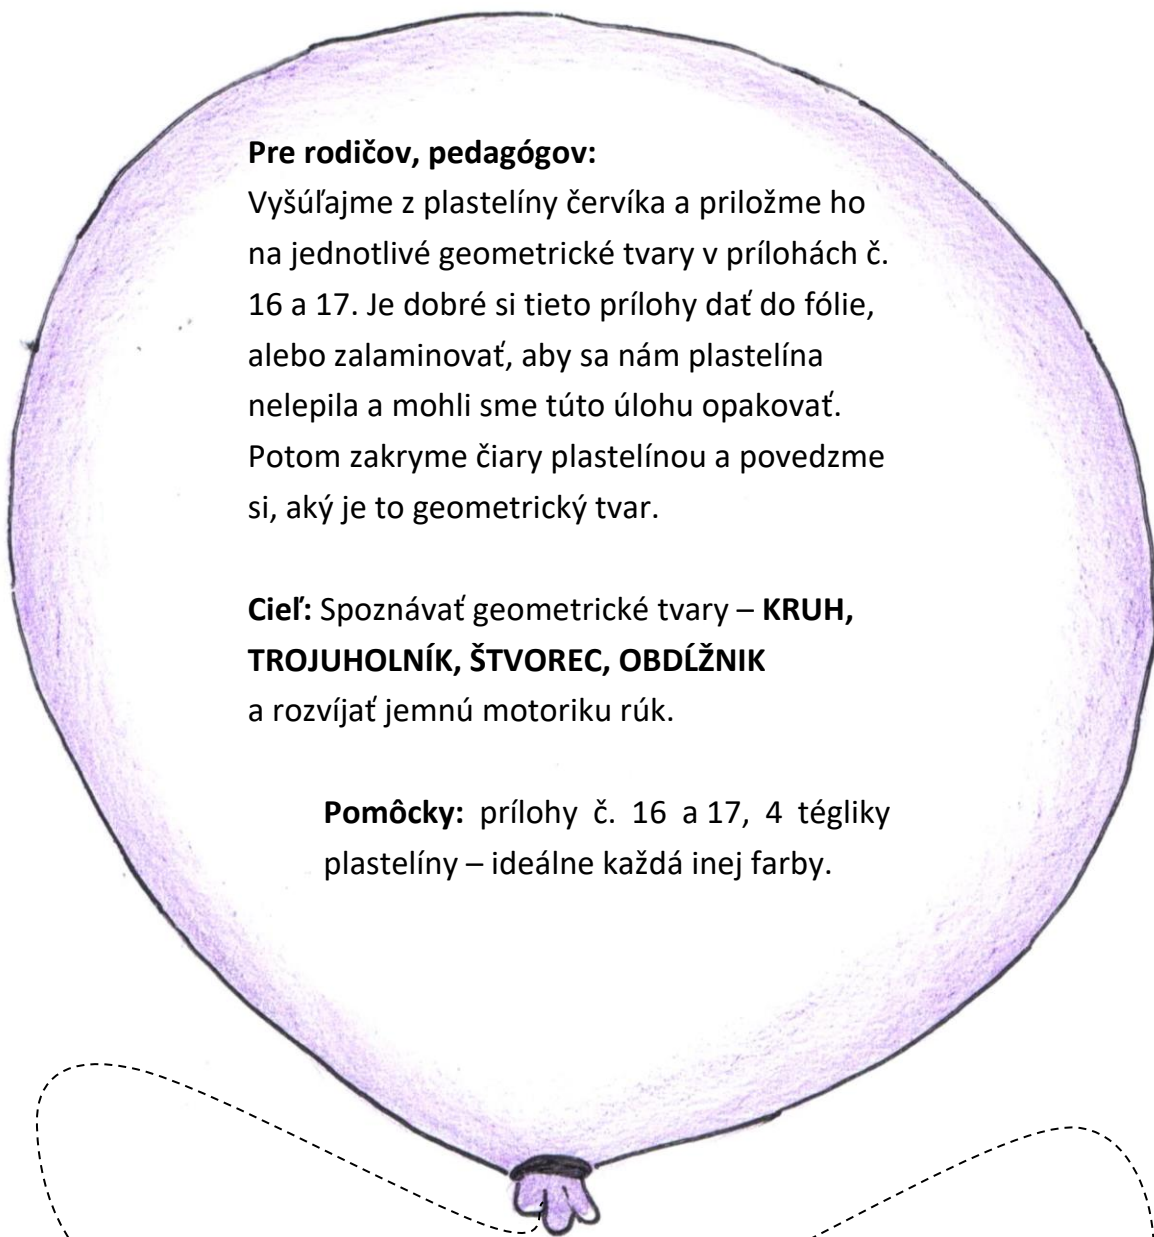 Pre rodičov, pedagógov:
Vyšúľajme z plastelíny červíka a priložme ho
na jednotlivé geometrické tvary v prílohách č.
16 a 17. Je dobré si tieto prílohy dať do fólie,
alebo zalaminovať, aby sa nám plastelína
nelepila a mohli sme túto úlohu opakovať.
Potom zakryme čiary plastelínou a povedzme
si, aký je to geometrický tvar.
Cieľ: Spoznávať geometrické tvary – KRUH,
TROJUHOLNÍK, ŠTVOREC, OBDĹŽNIK
a rozvíjať jemnú motoriku rúk.
Pomôcky: prílohy č. 16 a 17, 4 tégliky
plastelíny – ideálne každá inej farby.